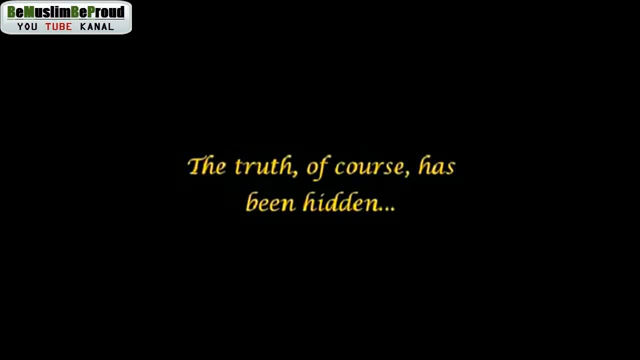 BeMuslimBeProud
YOU TUBE KANAL
The truth, of course, has
been hidden...